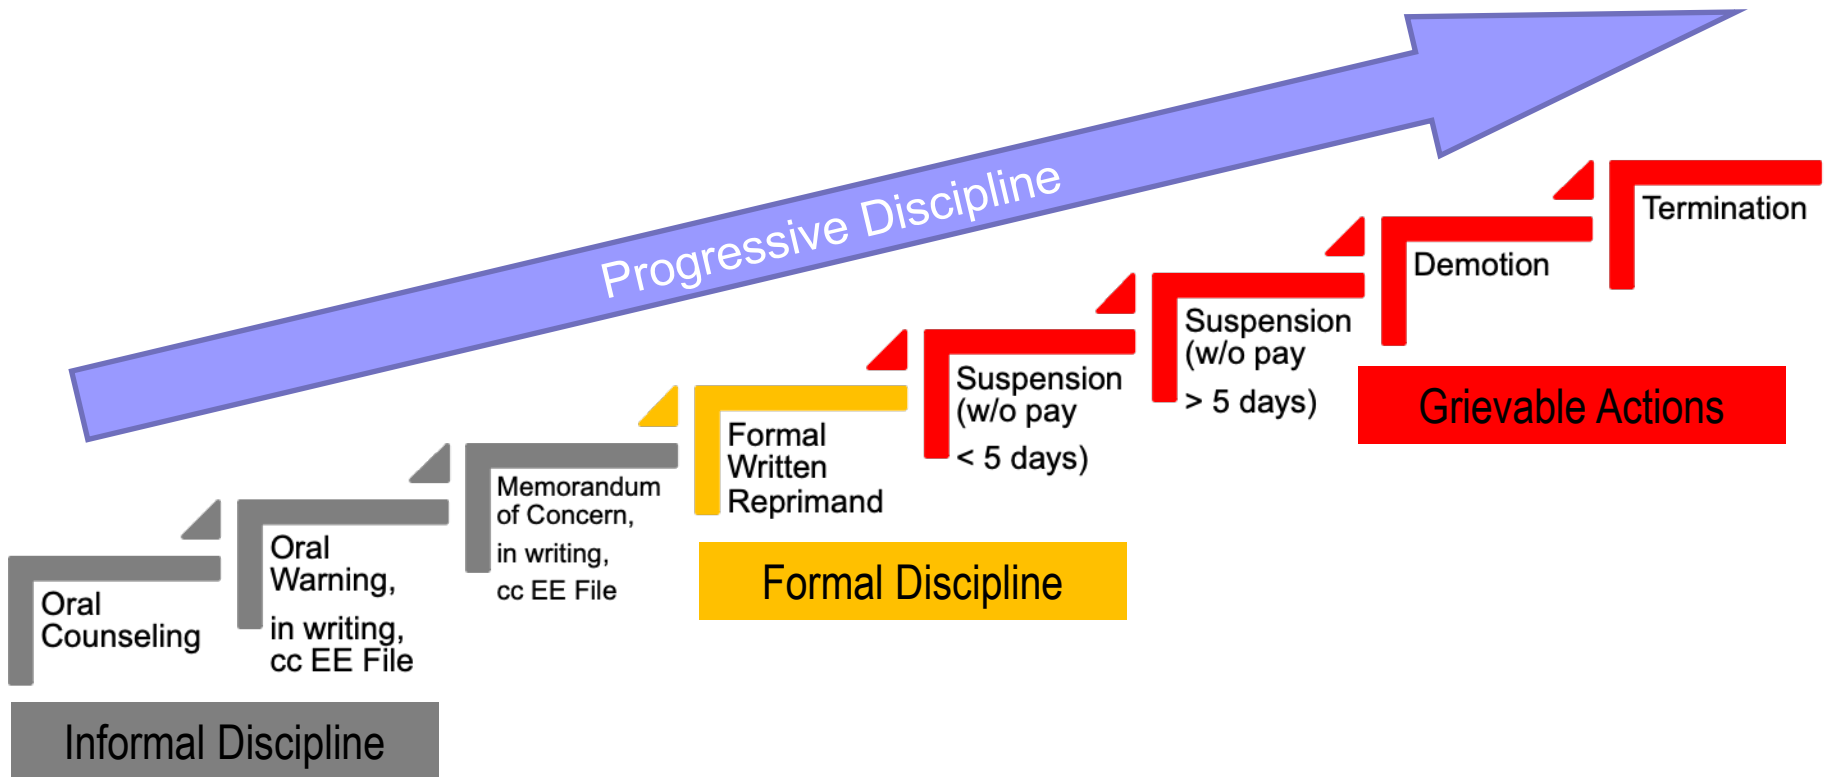 Progressive Discipline
Oral
Counseling
Oral
Warning,
in writing,
cc EE File
Memorandum
of Concern,
in writing,
cc EE File
Formal
Written
Reprimand
Suspension
(w/o pay
< 5 days)
Suspension
(w/o pay
> 5 days)
Demotion
Termination
Informal Discipline
Formal Discipline
Grievable Actions